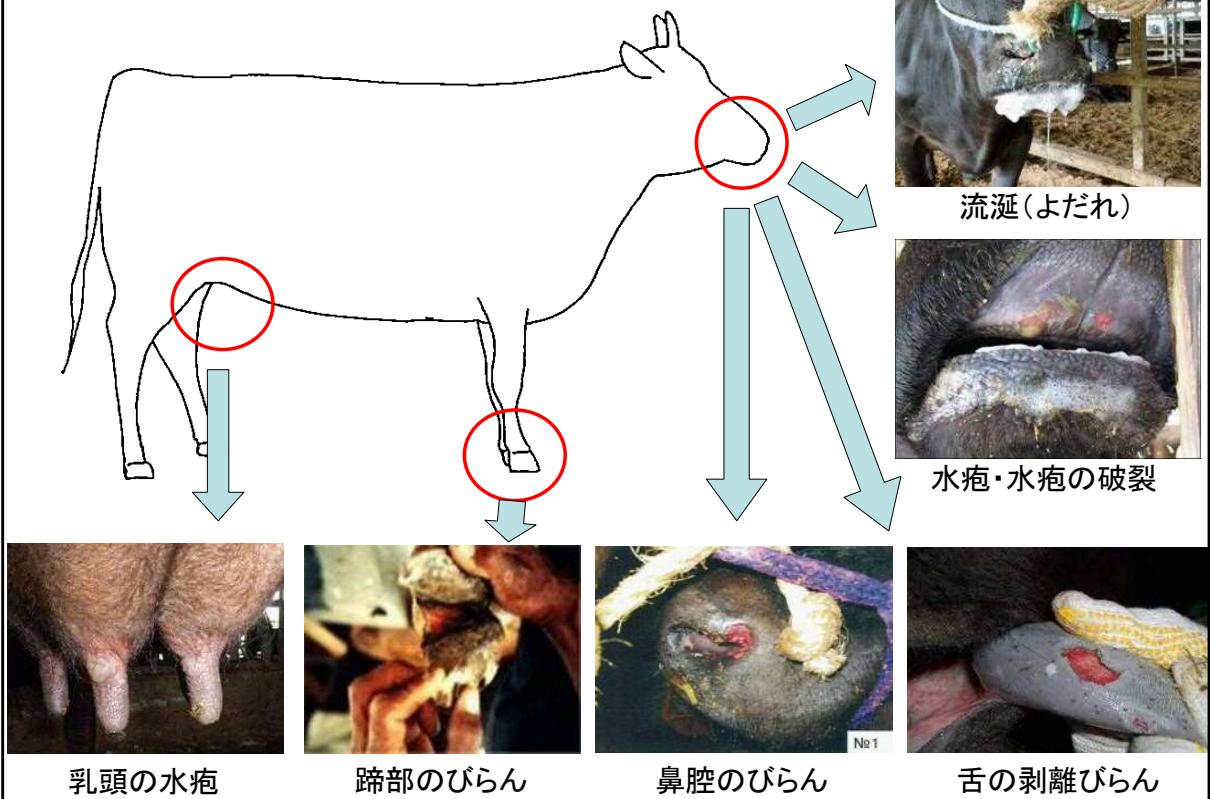 流涎(よだれ)
水疱・水疱の破裂
№1
乳頭の水疱
蹄部のびらん
鼻腔のびらん
舌の剥離びらん